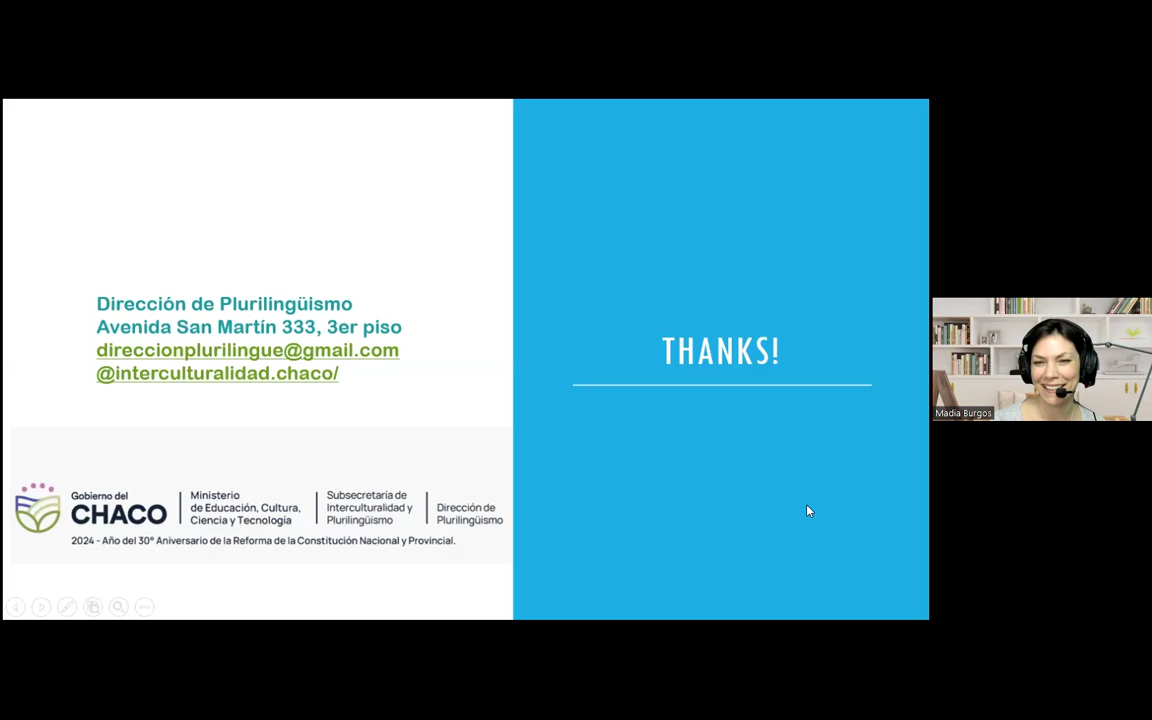 Dirección de Plurilingüismo
Avenida San Martín 333, 3er piso
direccionplurilingue@gmail.com
@interculturalidad.chaco/
THANKS!
Madia Burgos
Gobierno del
CHACO
Ministerio
de Educación, Cultura,
Ciencia y Tecnología
Subsecretaría de
Interculturalidad y
Plurilingüismo
Dirección de
Plurilingüismo
2024 - Año del 30° Aniversario de la Reforma de la Constitución Nacional y Provincial.